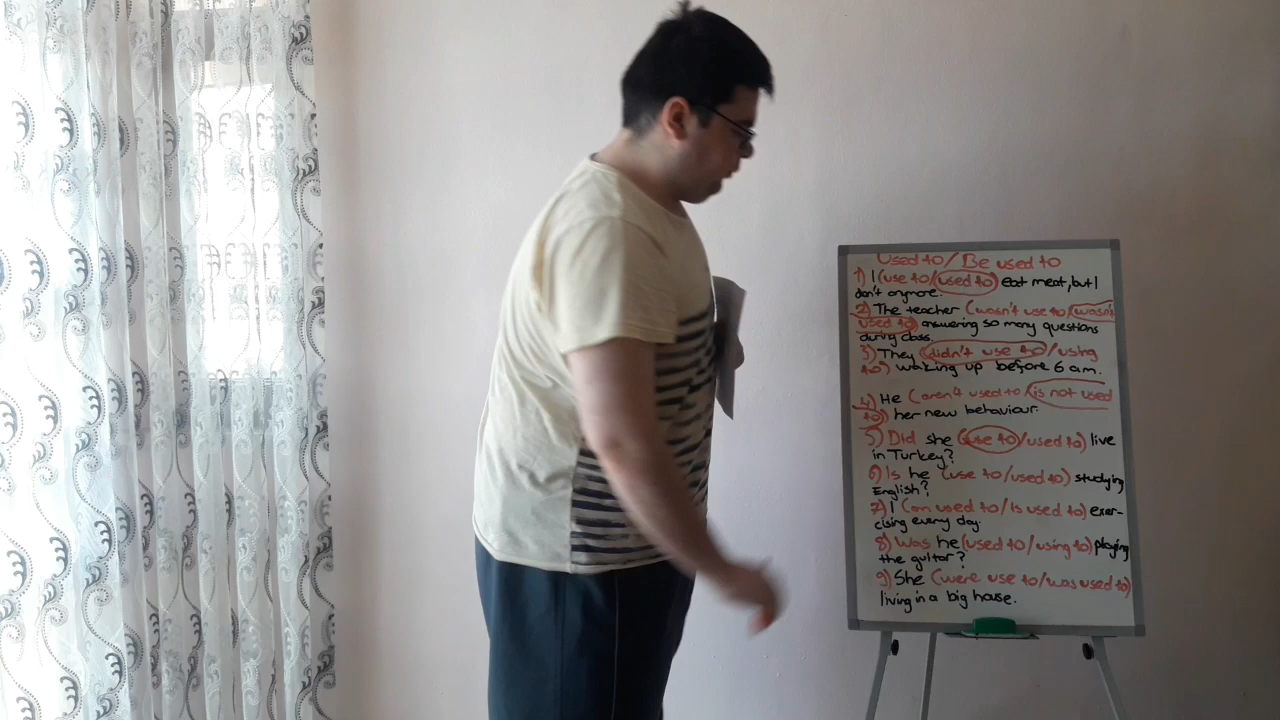 Used to/ Be used to
1) I (use to/used to) eat meat, but I
don't anymore.
2) The teacher (wasn't use to/wasn't
used to) answering so many questions
during class.
3) They (didn't use to/using
to) waking up before 6 am.
4) He (aren't used to/is not used
to) her new behaviour.
5) Did she (use to/used to) live
in Turkey?
6) Is he (use to/used to) studying
English?
7) I (am used to/is used to) exer-
cising every day.
8) Was he (used to/using to) playing
the guitar?
9) She (were use to/was used to)
living in a big house.